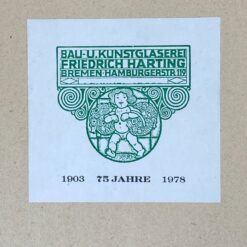 BAU-U.KUNSTGLASEREI
FRIEDRICH HARTING
BREMEN·HAMBURGERSTR 119
1903 75 JAHRE 1978